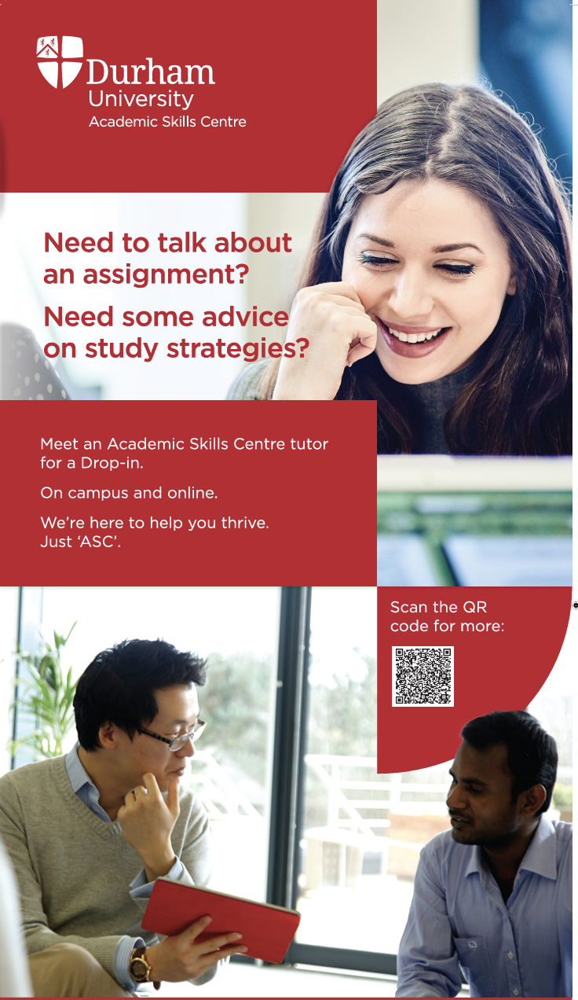 Durham
University
Academic Skills Centre
Need to talk about
an assignment?
Need some advice
on study strategies?
Meet an Academic Skills Centre tutor
for a Drop-in.
On campus and online.
We’re here to help you thrive.
Just ‘ASC’.
Scan the QR
code for more: